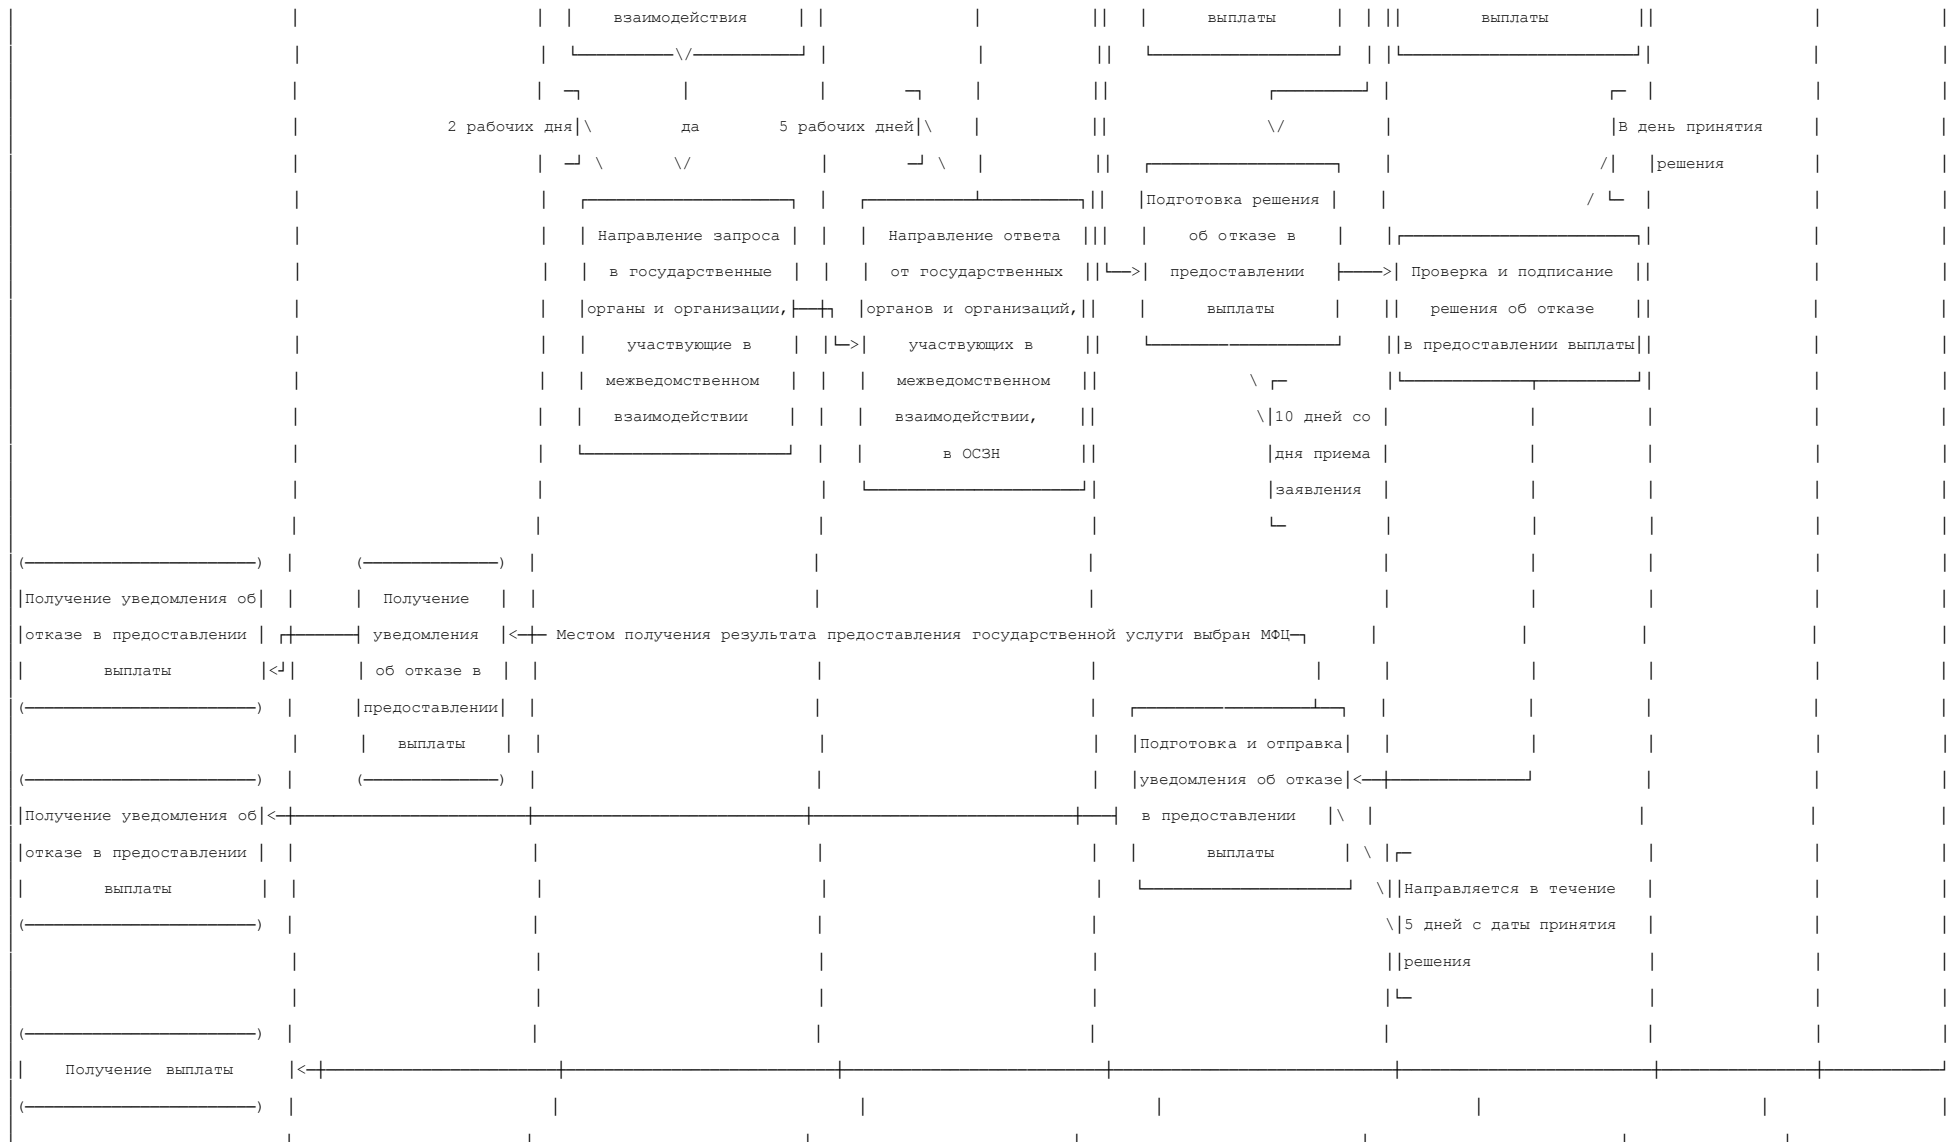 взаимодействия выплаты выплаты
2 рабочих дня да 5 рабочих дней В день принятия
решения
Подготовка решения
Направление запроса Направление ответа об отказе в
в государственные от государственных предоставлении Проверка и подписание
органы и организации, органов и организаций, выплаты решения об отказе
участвующие в участвующих в в предоставлении выплаты
межведомственном межведомственном
взаимодействии взаимодействии, 10 дней со
в ОСЗН дня приема
заявления
Получение уведомления об Получение
отказе в предоставлении уведомления Местом получения результата предоставления государственной услуги выбран МФЦ
выплаты об отказе в
предоставлении
выплаты Подготовка и отправка
уведомления об отказе
Получение уведомления об в предоставлении
отказе в предоставлении выплаты
выплаты Направляется в течение
5 дней с даты принятия
решения
Получение выплаты